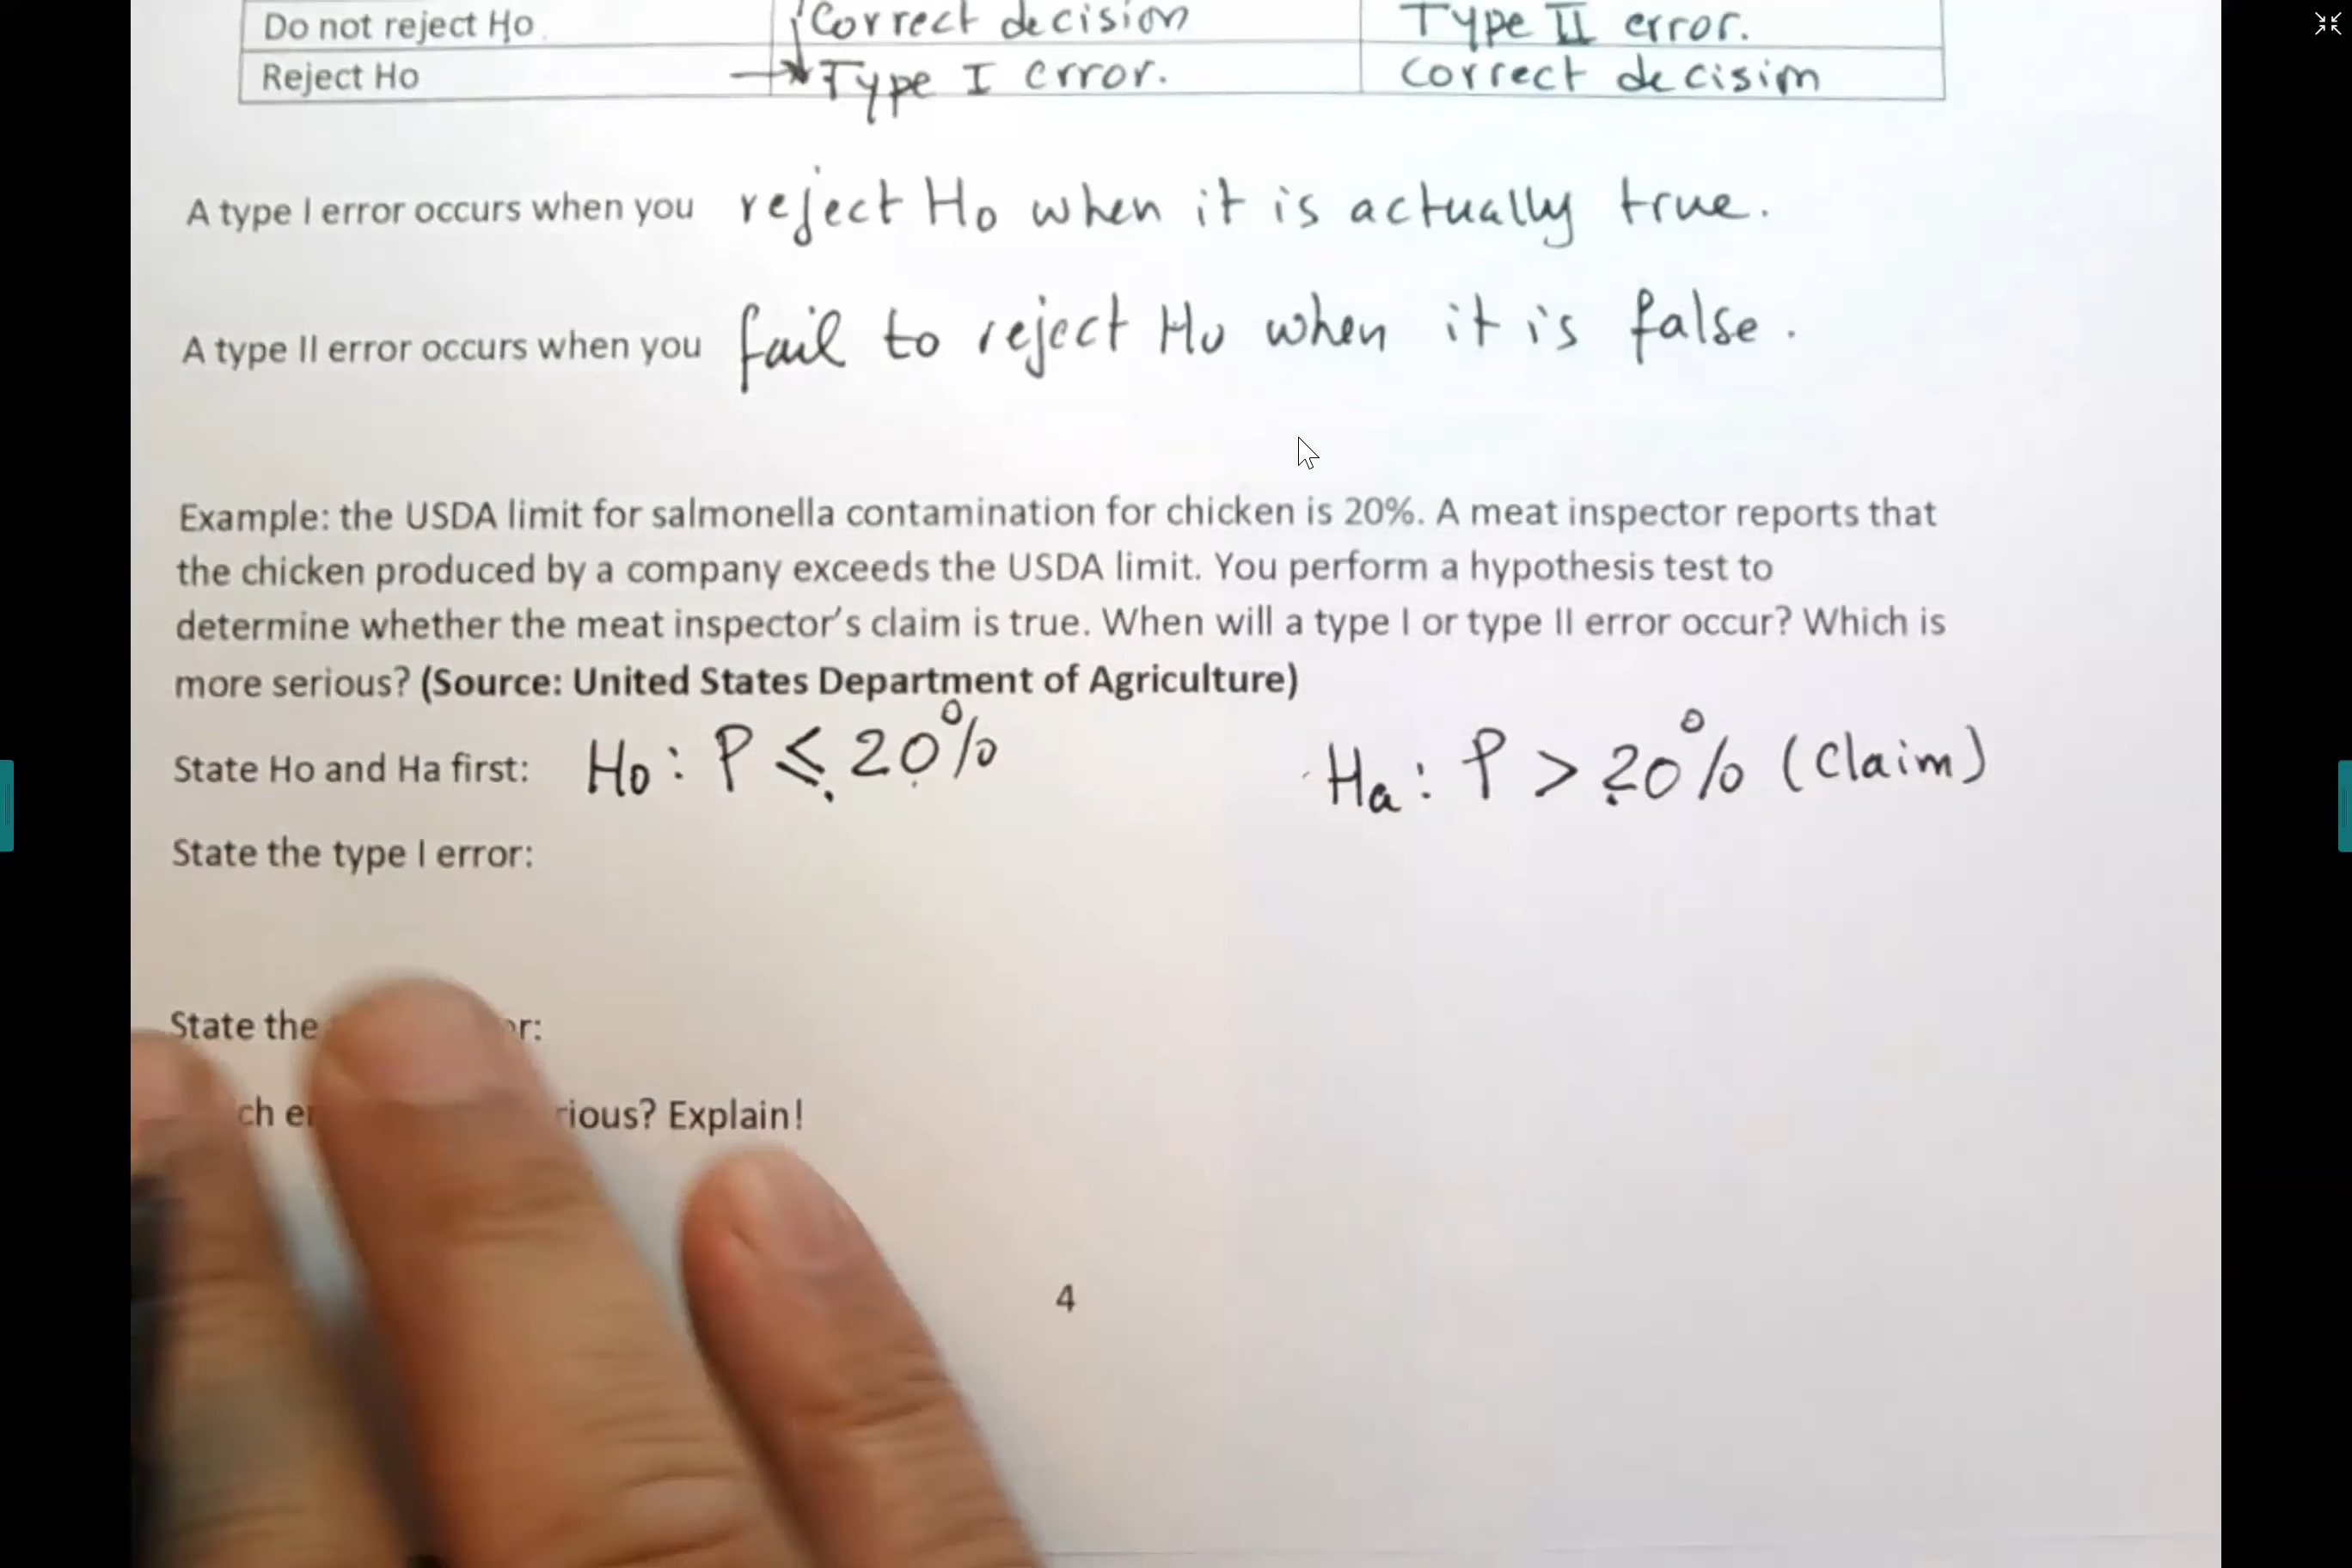 Do not reject Ho Correct decision Type II error.
Reject Ho Type I error. Correct decisim
A type I error occurs when you reject Ho when it is actually true.
A type II error occurs when you fail to reject Ho when it is false.
Example: the USDA limit for salmonella contamination for chicken is 20%. A meat inspector reports that
the chicken produced by a company exceeds the USDA limit. You perform a hypothesis test to
determine whether the meat inspector's claim is true. When will a type I or type II error occur? Which is
more serious? (Source: United States Department of Agriculture)
State Ho and Ha first: Ho: P ≤ 20% Ha: P > 20% (Claim)
State the type I error:
State the
Explain!
4